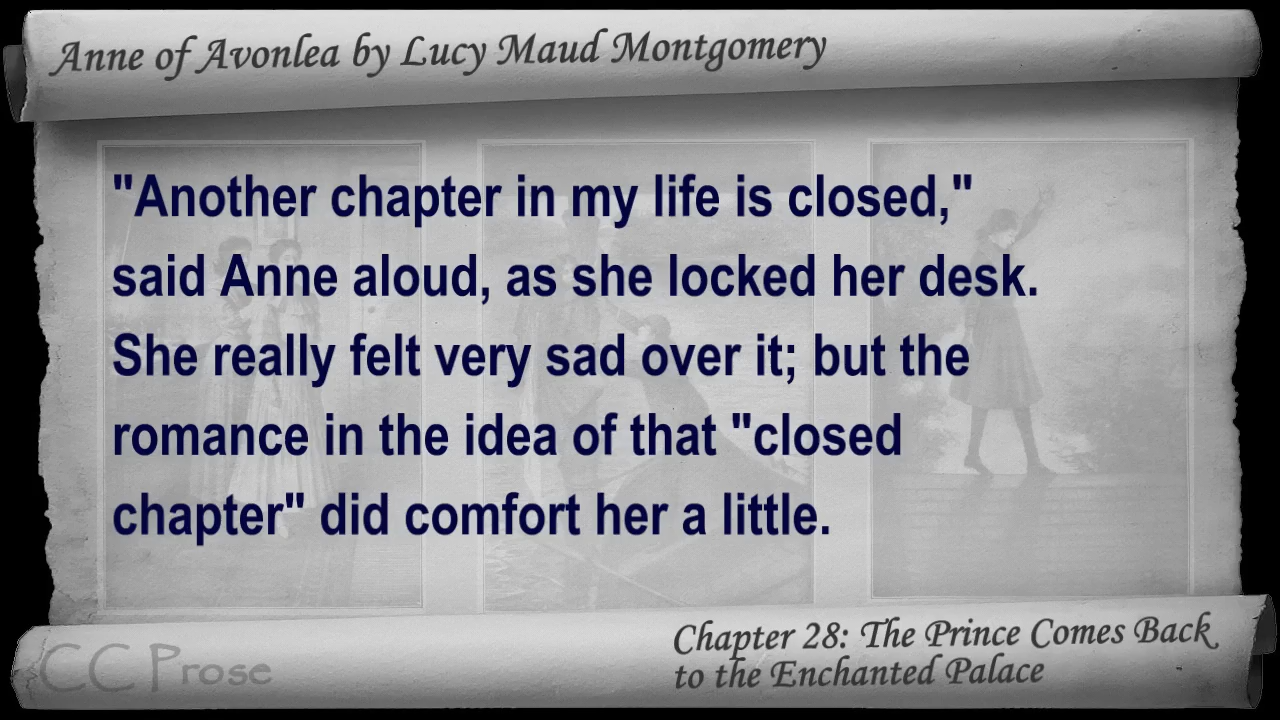 Anne of Avonlea by Lucy Maud Montgomery
"Another chapter in my life is closed,"
said Anne aloud, as she locked her desk.
She really felt very sad over it; but the
romance in the idea of that "closed
chapter" did comfort her a little.
CC Prose
Chapter 28: The Prince Comes Back
to the Enchanted Palace